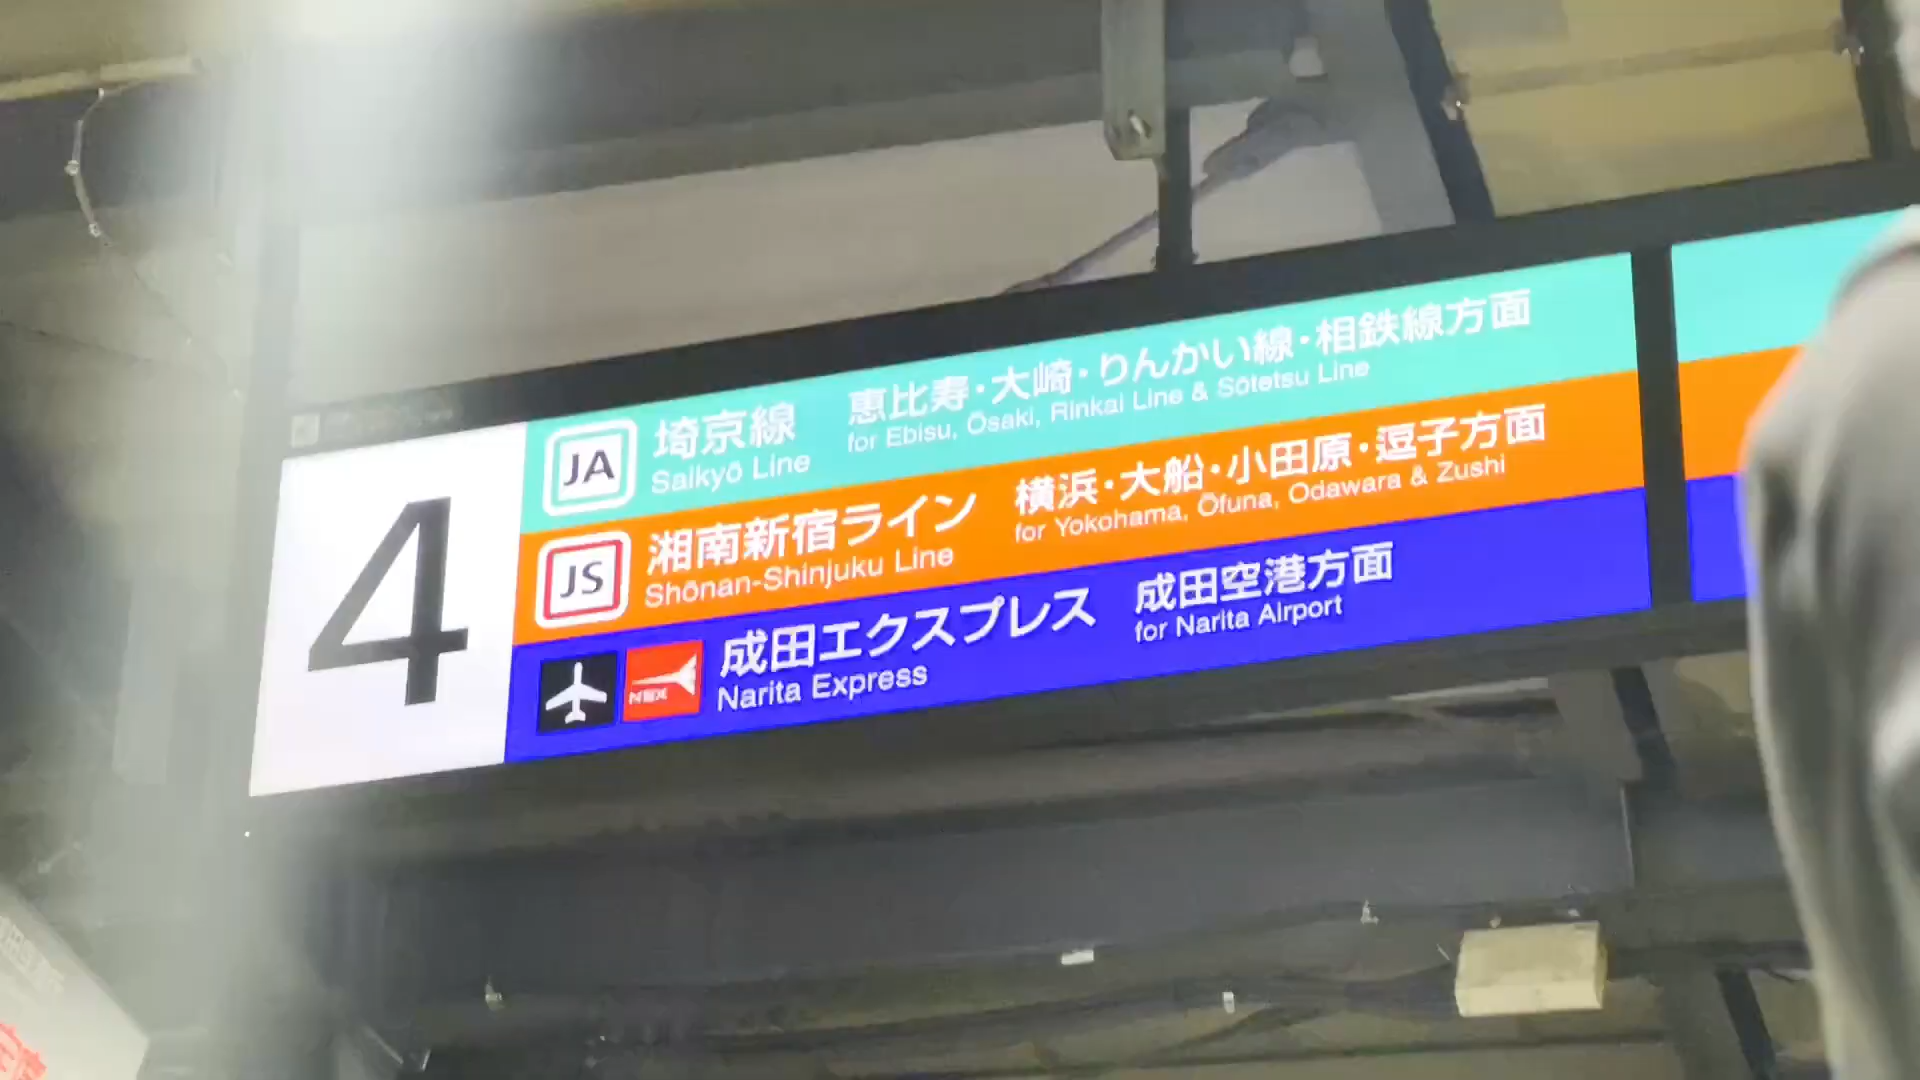 4
JA 埼京線 恵比寿・大崎・りんかい線・相鉄線方面
Saikyō Line for Ebisu, Ōsaki, Rinkai Line & Sōtetsu Line
JS 湘南新宿ライン 横浜・大船・小田原・逗子方面
Shōnan-Shinjuku Line for Yokohama, Ōfuna, Odawara & Zushi
NEX 成田エクスプレス 成田空港方面
Narita Express for Narita Airport